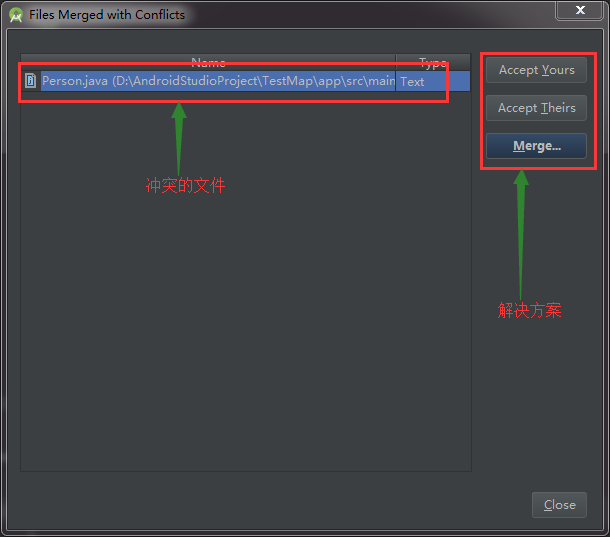 Files Merged with Conflicts
Name
Type
Person.java (D:\AndroidStudioProject\TestMap\app\src\main
Text
Accept Yours
Accept Theirs
Merge...
冲突的文件
解决方案
Close